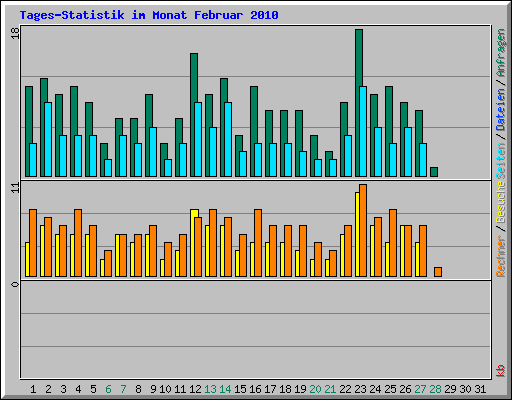 Tages-Statistik im Monat Februar 2010
18
11
0
Rechner / Besuche Seiten / Dateien / Anfragen
kb
1 2 3 4 5 6 7 8 9 10 11 12 13 14 15 16 17 18 19 20 21 22 23 24 25 26 27 28 29 30 31